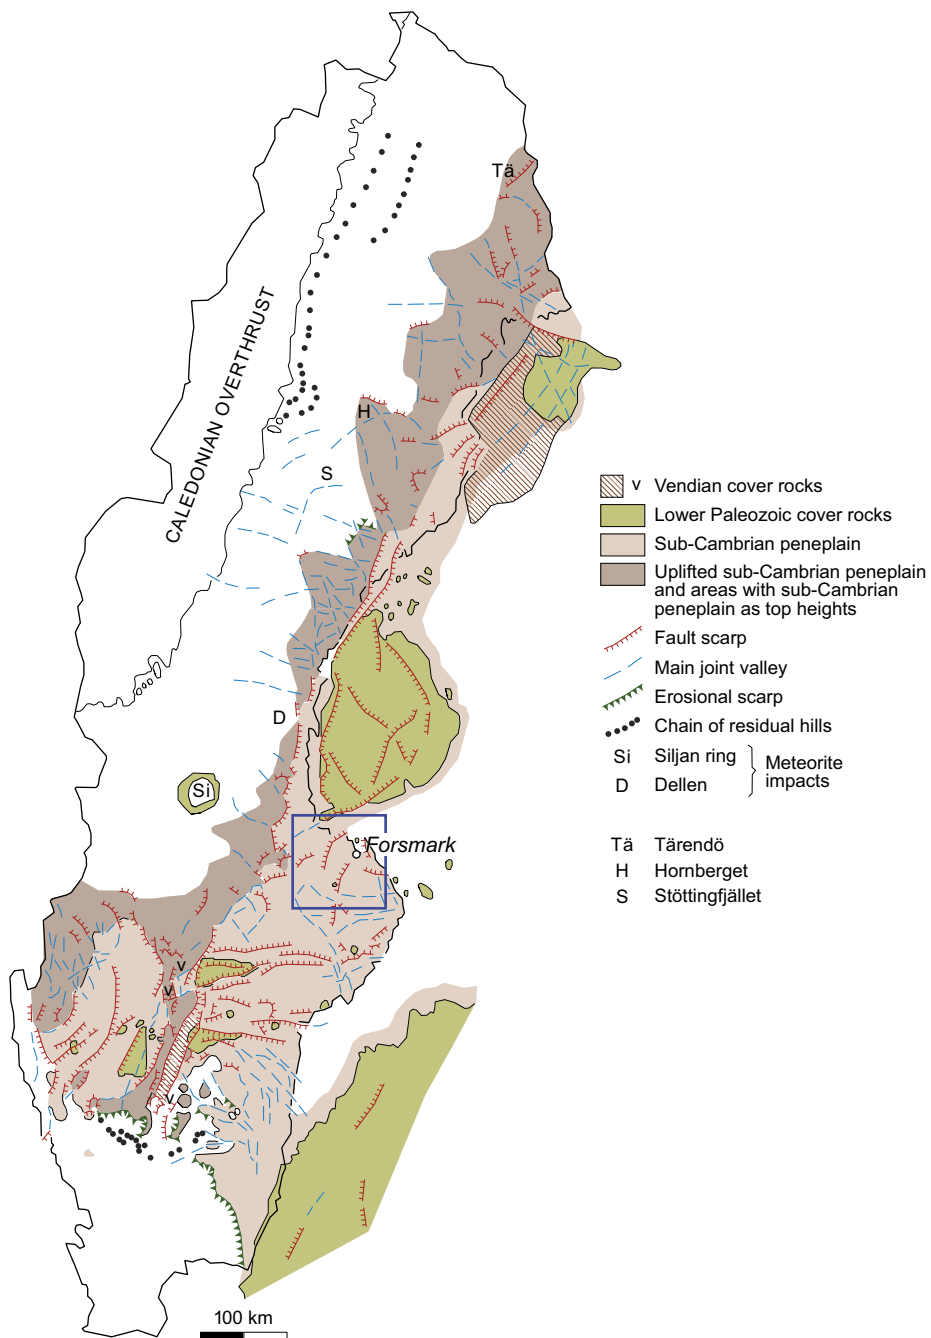 Tä
CALEDONIAN OVERTHRUST
H
S
D
Si
Forsmark
v
v
v
100 km
v Vendian cover rocks
Lower Paleozoic cover rocks
Sub-Cambrian peneplain
Uplifted sub-Cambrian peneplain
and areas with sub-Cambrian
peneplain as top heights
Fault scarp
Main joint valley
Erosional scarp
Chain of residual hills
Si Siljan ring
D Dellen
Meteorite
impacts
Tä Tärendö
H Hornberget
S Stöttingfjället